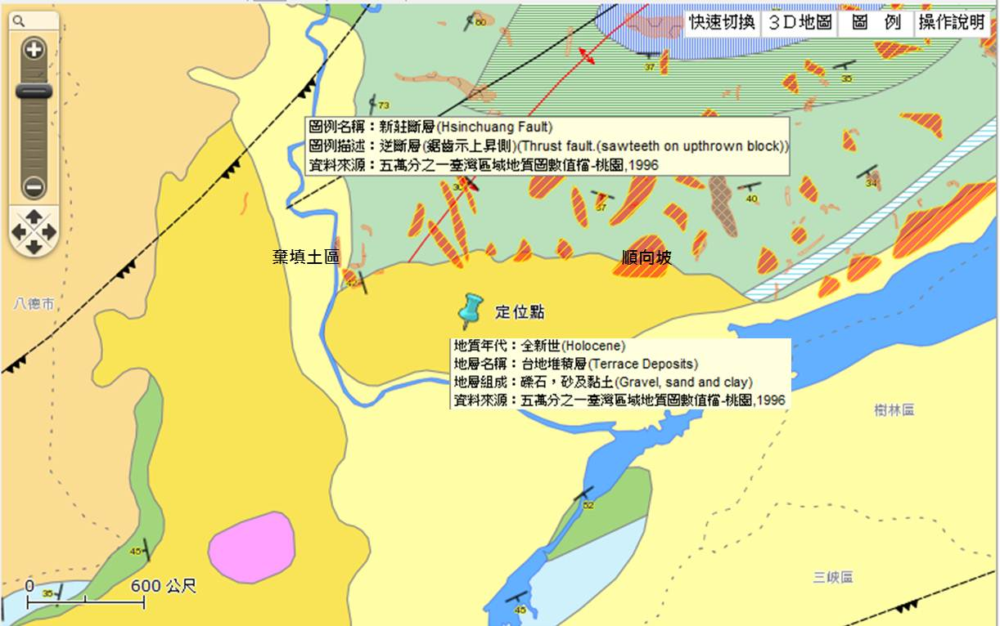 快速切換
3D地圖
圖 例
操作說明
60
37
35
73
圖例名稱：新莊斷層(Hsinchuang Fault)
圖例描述：逆斷層(鋸齒示上昇側)(Thrust fault.(sawteeth on upthrown block))
資料來源：五萬分之一臺灣區域地質圖數值檔-桃園,1996
34
40
棄填土區
順向坡
八德市
定位點
地質年代：全新世(Holocene)
地層名稱：台地堆積層(Terrace Deposits)
地層組成：礫石，砂及黏土(Gravel, sand and clay)
資料來源：五萬分之一臺灣區域地質圖數值檔-桃園,1996
樹林區
52
45
三峽區
0
600 公尺
35
45